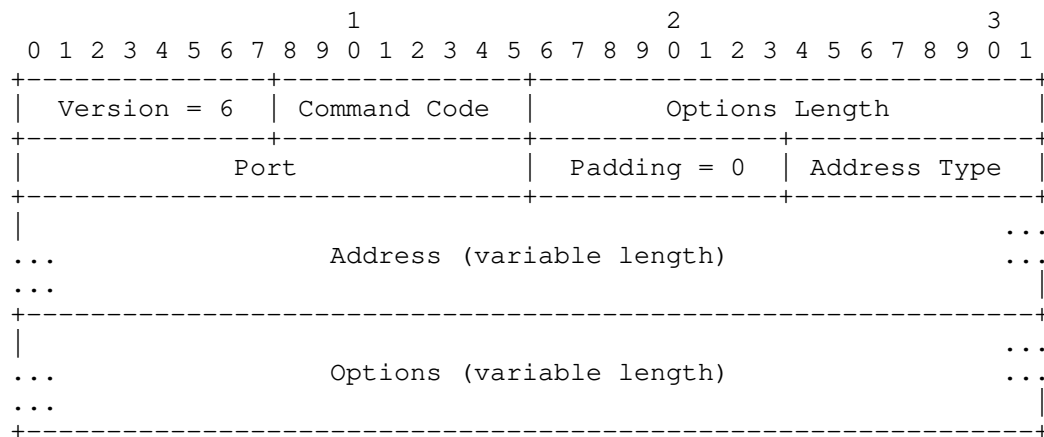 1 2 3
0 1 2 3 4 5 6 7 8 9 0 1 2 3 4 5 6 7 8 9 0 1 2 3 4 5 6 7 8 9 0 1
Version = 6 | Command Code | Options Length
Port | Padding = 0 | Address Type
...
... Address (variable length) ...
...
...
... Options (variable length) ...
...